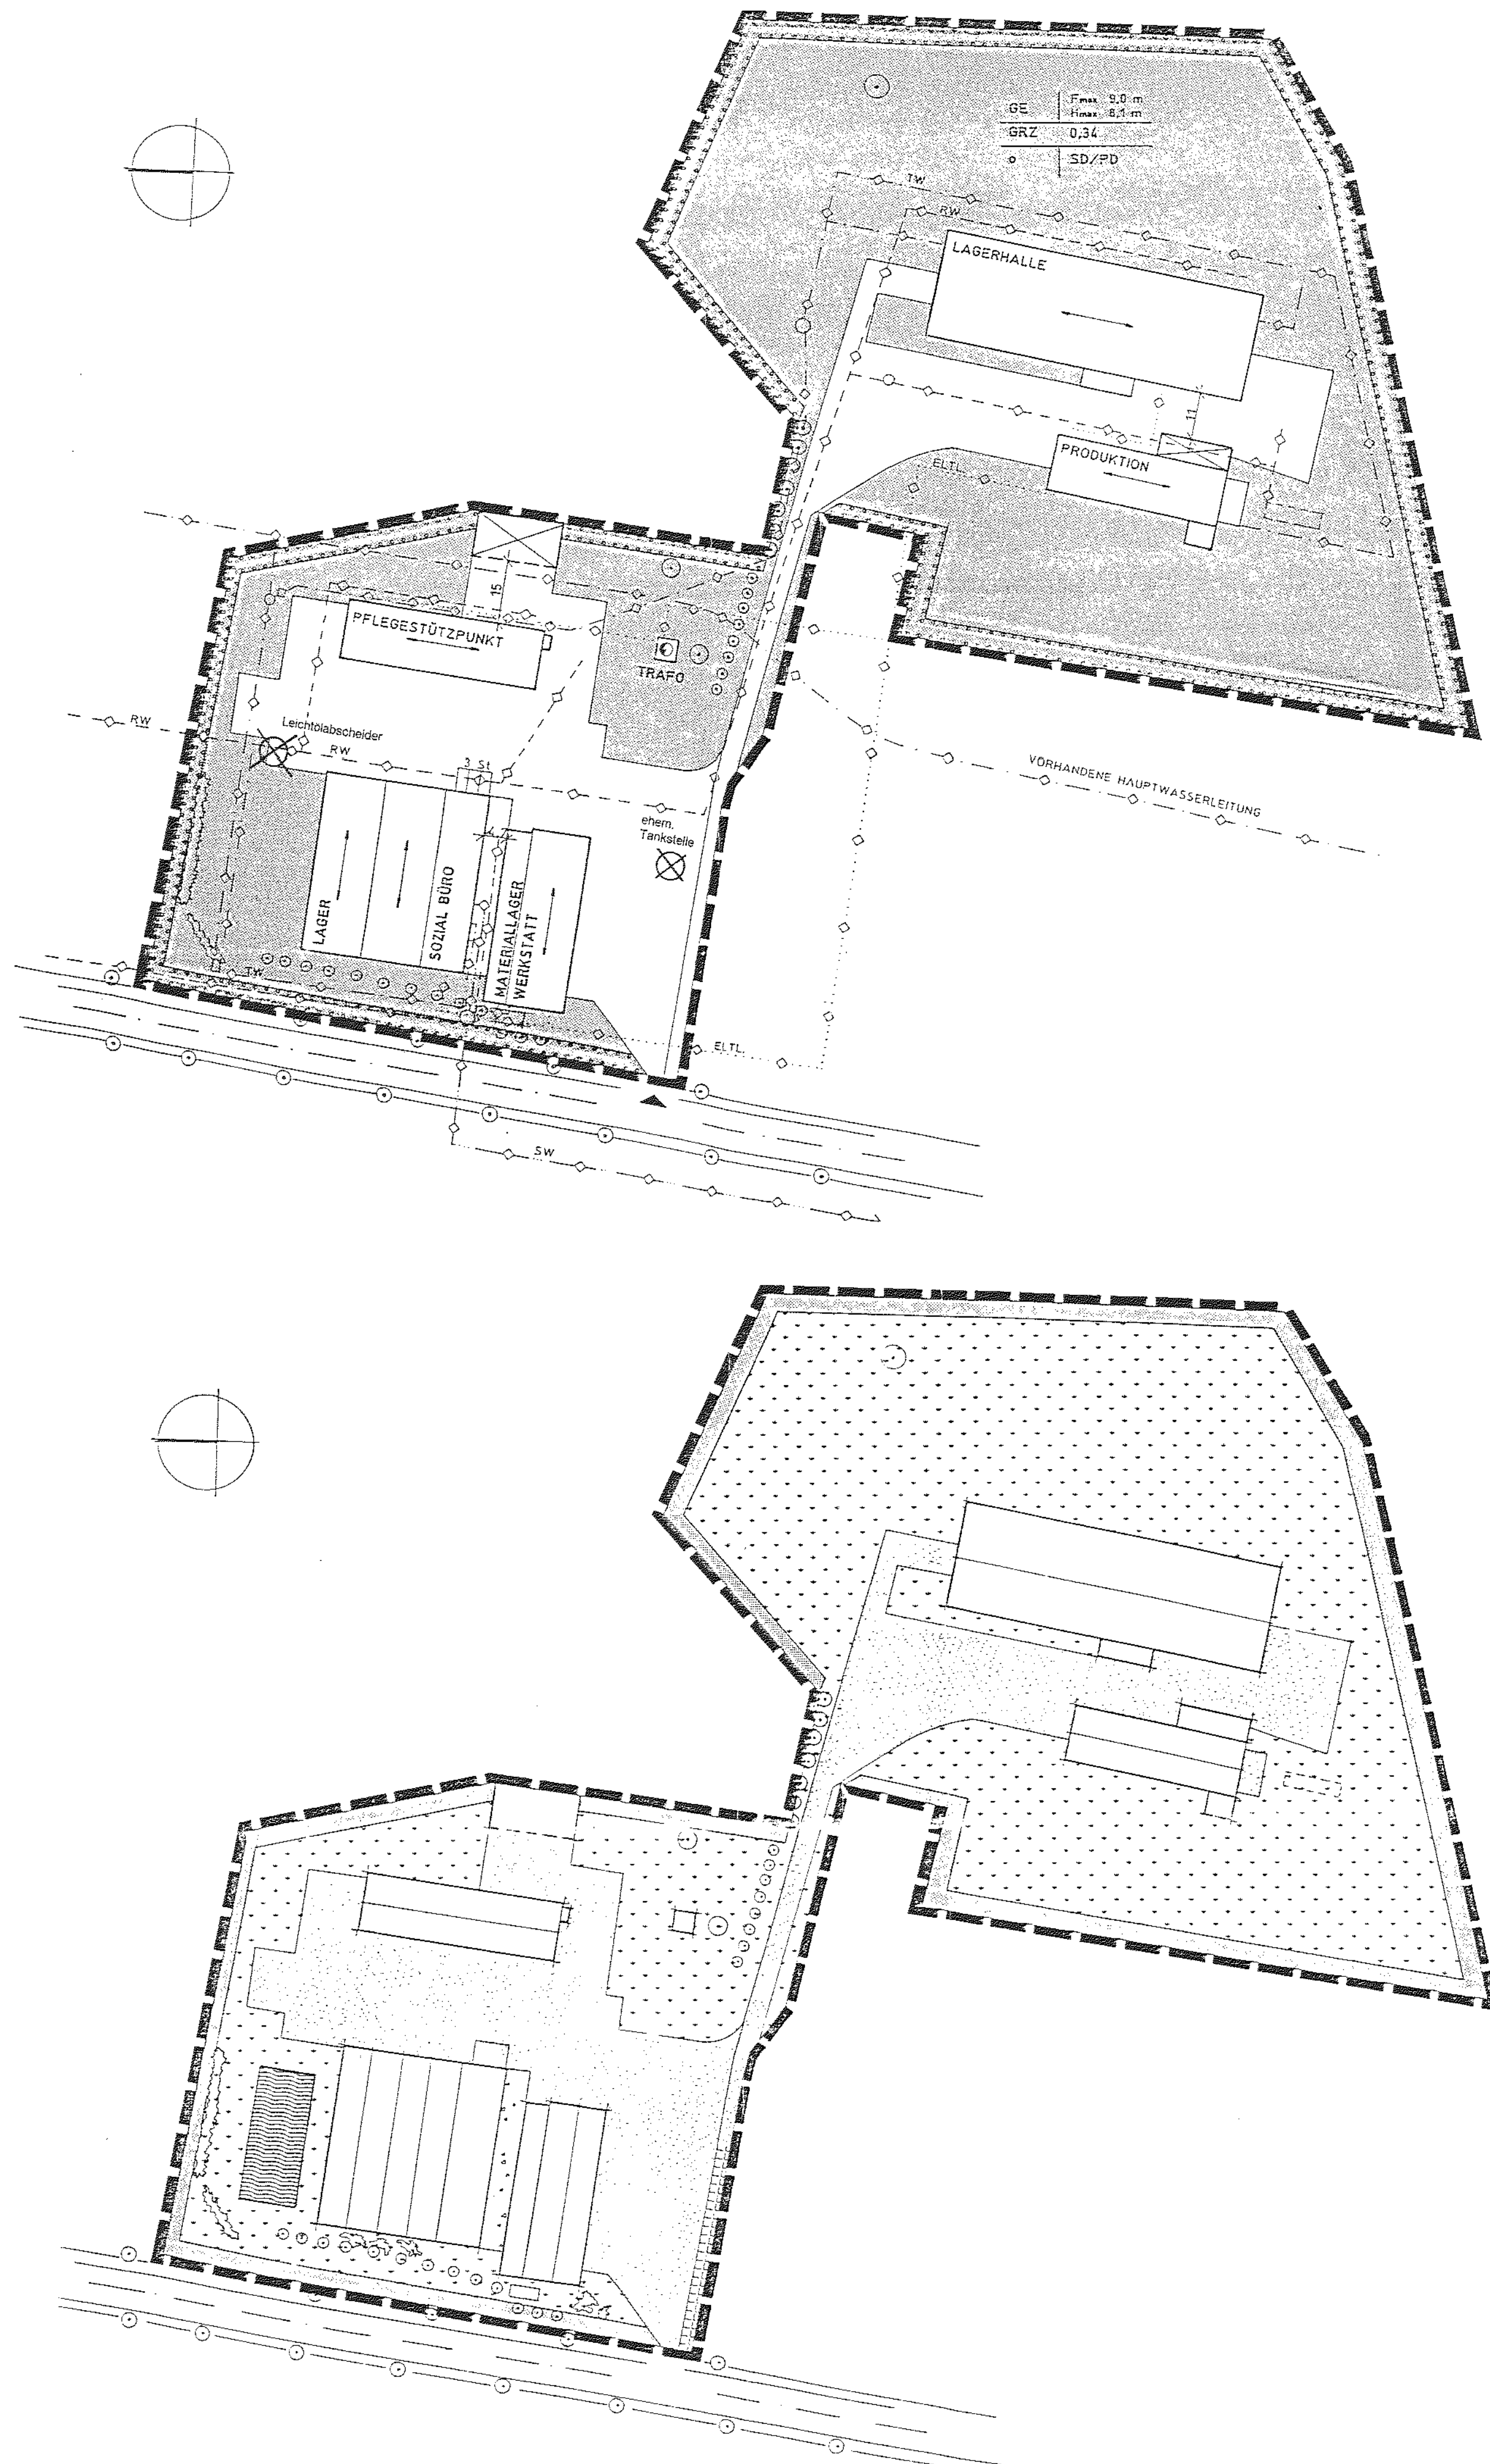 GE
Fmax 9,0 m
Hmax 8,1 m
GRZ
0,34
o
SD/PD
TW
RW
LAGERHALLE
11
PRODUKTION
ELTL.
15
PFLEGESTÜTZPUNKT
TRAFO
RW
Leichtölabscheider
RW
3 St
VORHANDENE HAUPTWASSERLEITUNG
ehem.
Tankstelle
LAGER
SOZIAL BÜRO
MATERIALLAGER
WERKSTATT
TW
ELTL.
SW